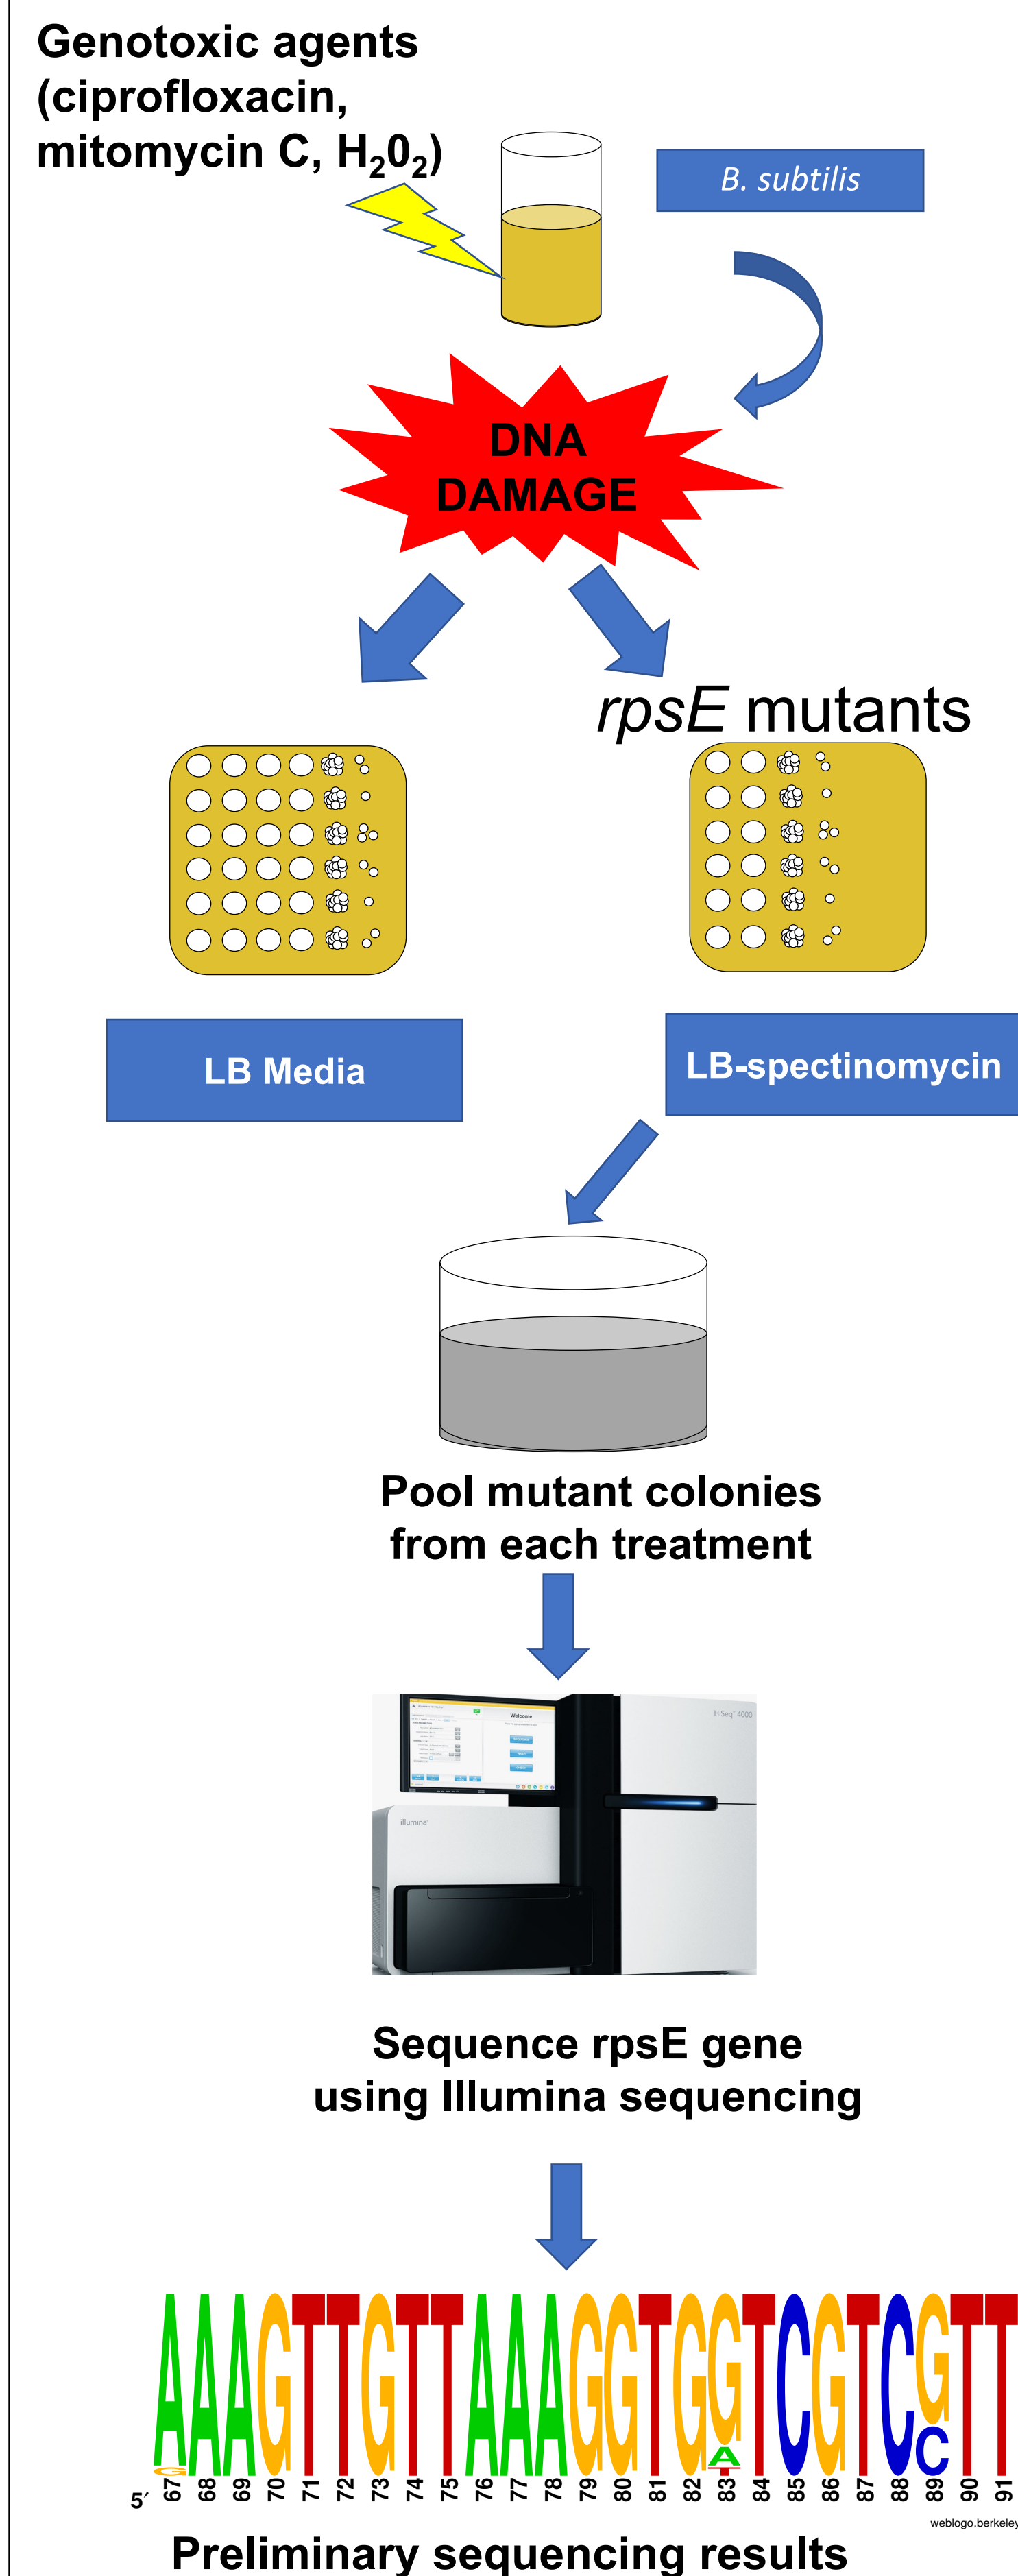 Genotoxic agents
(ciprofloxacin,
mitomycin C, H₂0₂)
B. subtilis
DNA
DAMAGE
rpsE mutants
LB Media
LB-spectinomycin
Pool mutant colonies
from each treatment
Welcome
HiSeq™ 4000
illumina
Sequence rpsE gene
using Illumina sequencing
AAAGTTGTTAAAGGTGGTCGTCGTT
G A C
T
5′ 67 68 69 70 71 72 73 74 75 76 77 78 79 80 81 82 83 84 85 86 87 88 89 90 91
weblogo.berkeley
Preliminary sequencing results